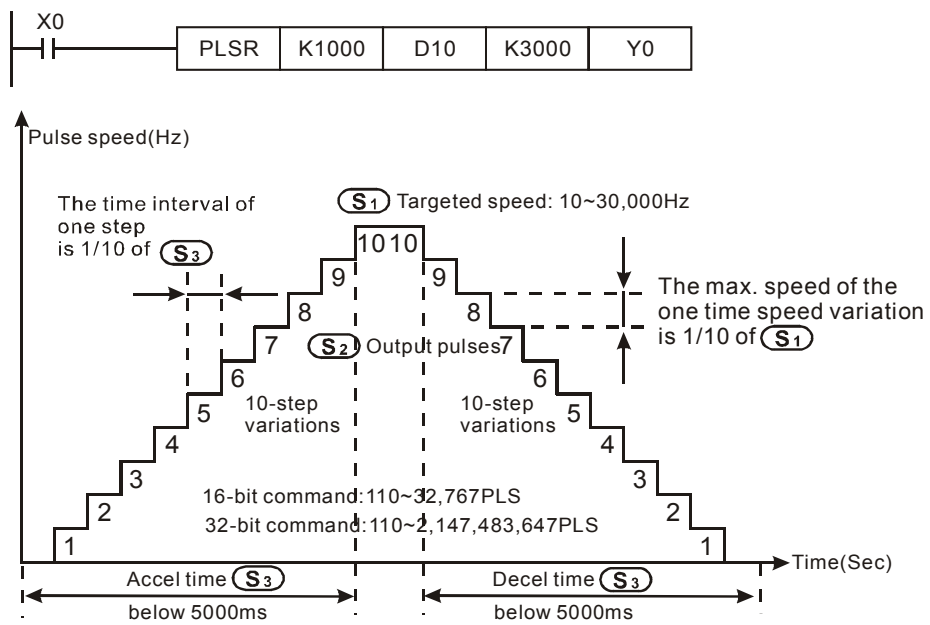 X0
PLSR K1000 D10 K3000 Y0
Pulse speed(Hz)
The time interval of
one step
is 1/10 of S3
S1 Targeted speed: 10~30,000Hz
10 10
9 9
8 8
7 7
6 6
5 5
4 4
3 3
2 2
1 1
The max. speed of the
one time speed variation
is 1/10 of S1
S2 Output pulses
10-step
variations
10-step
variations
16-bit command:110~32,767PLS
32-bit command:110~2,147,483,647PLS
Time(Sec)
Accel time S3
below 5000ms
Decel time S3
below 5000ms